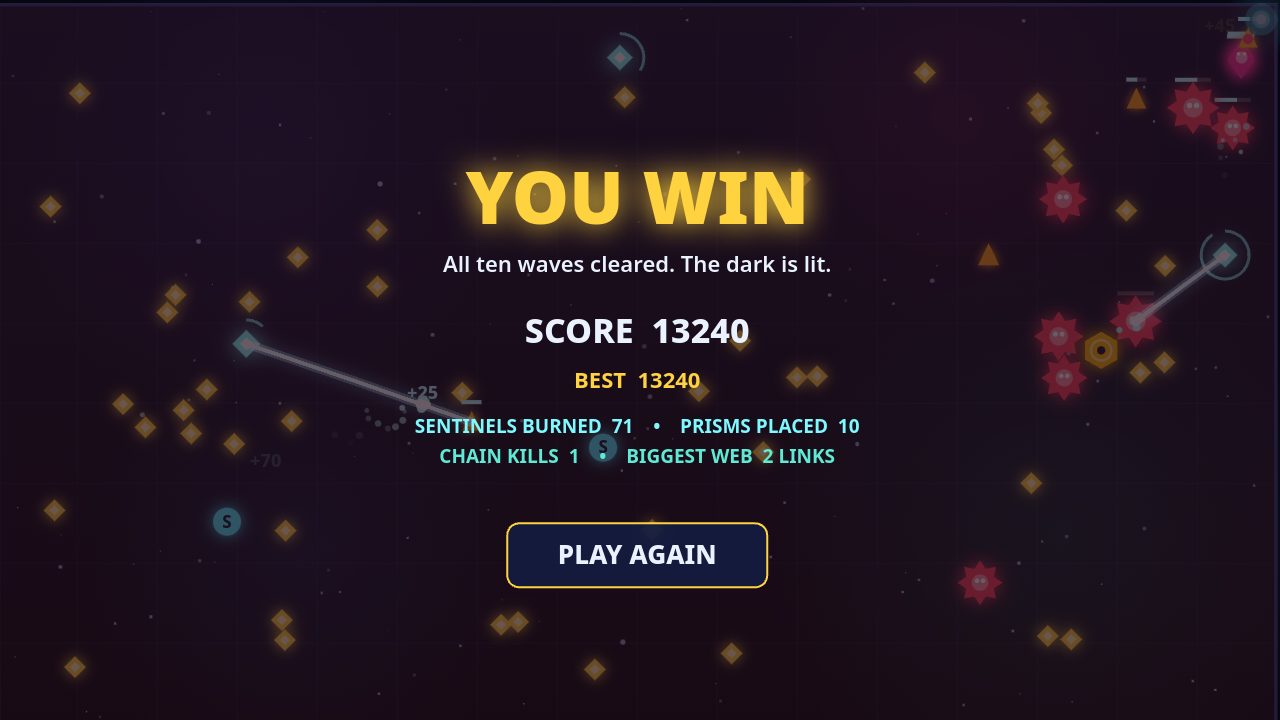 +45
YOU WIN
All ten waves cleared. The dark is lit.
SCORE 13240
BEST 13240
+25
SENTINELS BURNED 71 • PRISMS PLACED 10
S
CHAIN KILLS 1 • BIGGEST WEB 2 LINKS
+70
S
PLAY AGAIN